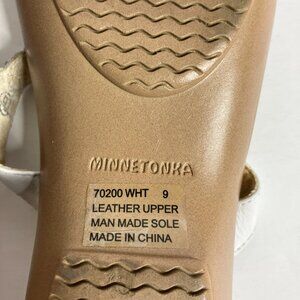 MINNETONKA
70200 WHT 9
LEATHER UPPER
MAN MADE SOLE
MADE IN CHINA